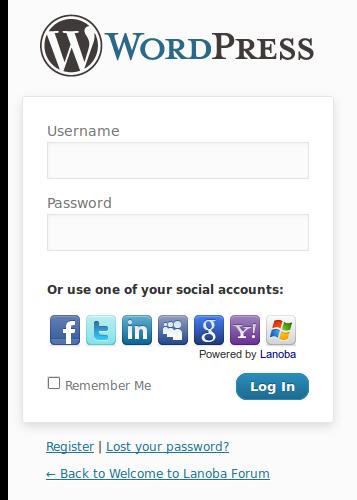 WORDPRESS
Username
Password
Or use one of your social accounts:
f t in g Y!
Powered by Lanoba
Remember Me Log In
Register | Lost your password?
← Back to Welcome to Lanoba Forum